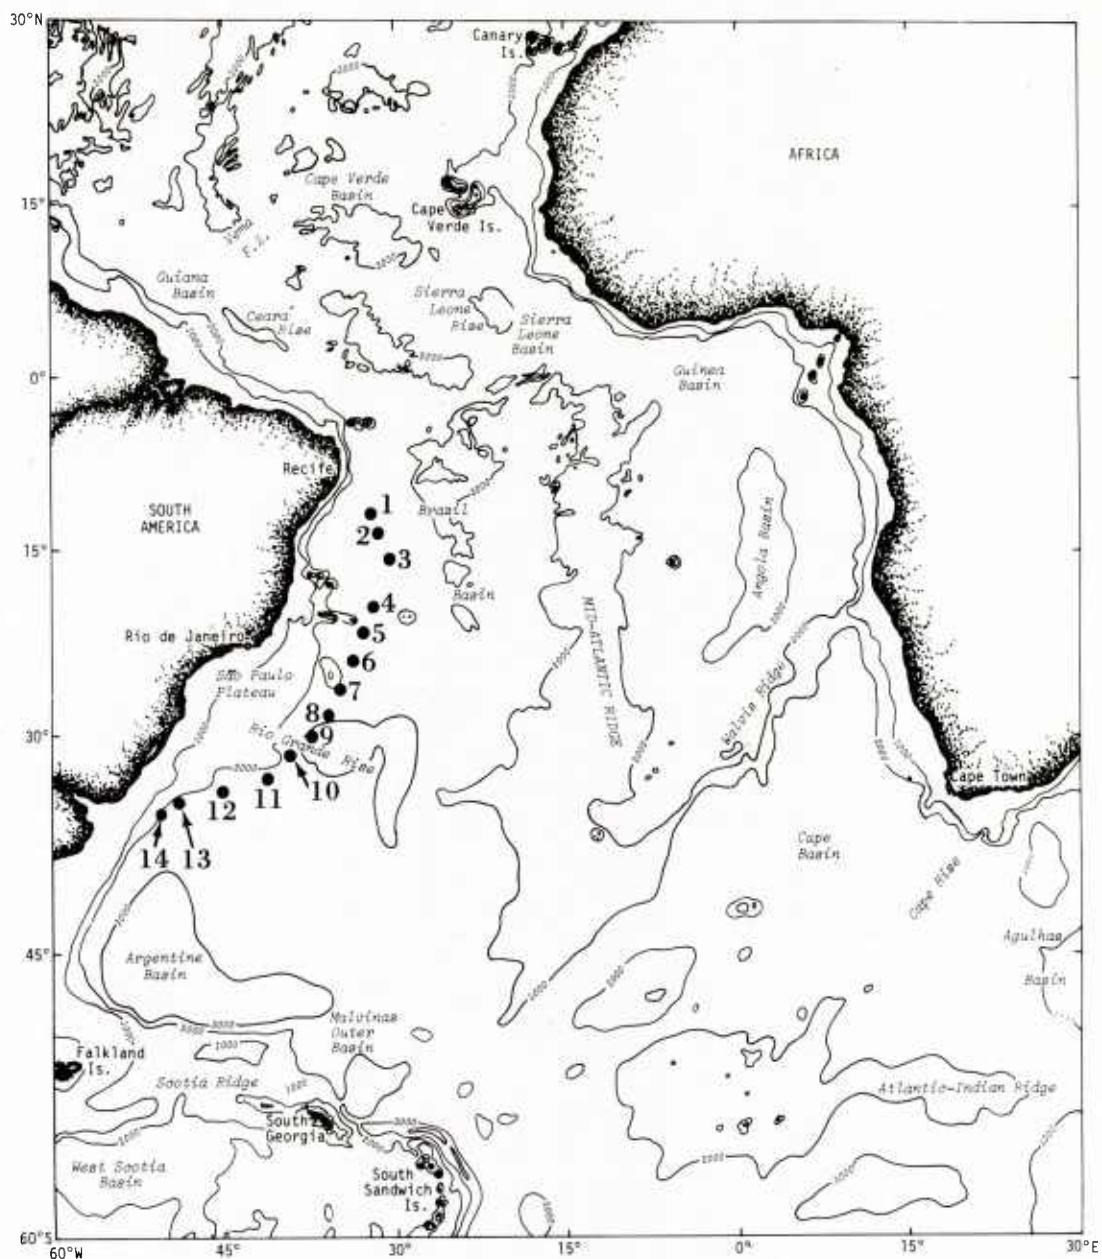 30°N
Canary
Is.
AFRICA
Cape Verde
Basin
15°
Cape
Verde Is.
Vema
F.Z.
Guiana
Basin
Sierra
Leone
Rise
Ceará
Rise
Sierra
Leone
Basin
0°
Guinea
Basin
Recife
SOUTH
AMERICA
Brazil
Basin
1
2
3
15°
Angola Basin
4
5
6
7
8
9
10
11
12
13
14
Rio de Janeiro
São Paulo
Plateau
MID-ATLANTIC RIDGE
Walvis Ridge
30°
Rio Grande Rise
Cape Town
Cape
Basin
Cape Rise
Agulhas
Basin
45°
Argentine
Basin
Malvinas
Outer
Basin
Falkland
Is.
Scotia Ridge
Atlantic-Indian Ridge
South
Georgia
West Scotia
Basin
South
Sandwich
Is.
60°S
60°W
45°
30°
15°
0°
15°
30°E